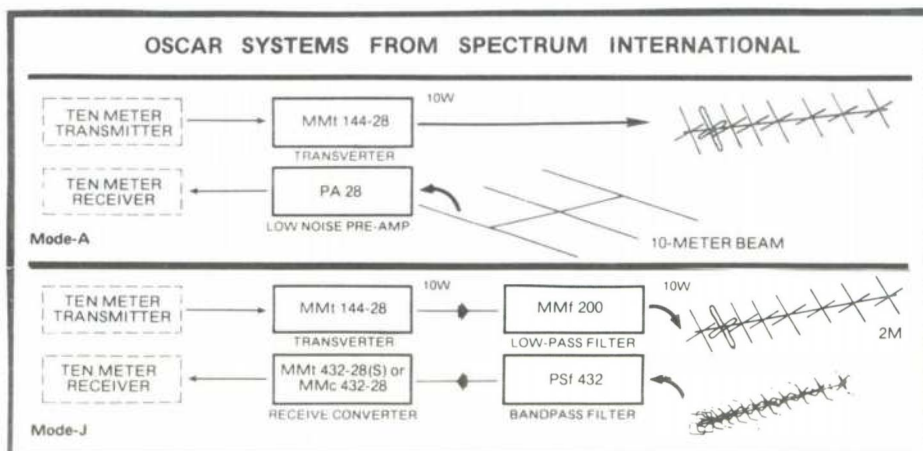 OSCAR SYSTEMS FROM SPECTRUM INTERNATIONAL
TEN METER
TRANSMITTER
MMt 144-28
TRANSVERTER
10W
TEN METER
RECEIVER
PA 28
LOW NOISE PRE-AMP
10-METER BEAM
Mode-A
TEN METER
TRANSMITTER
MMt 144-28
TRANSVERTER
10W
MMf 200
LOW-PASS FILTER
10W
2M
TEN METER
RECEIVER
MMt 432-28(S) or
MMc 432-28
RECEIVE CONVERTER
PSf 432
BANDPASS FILTER
Mode-J